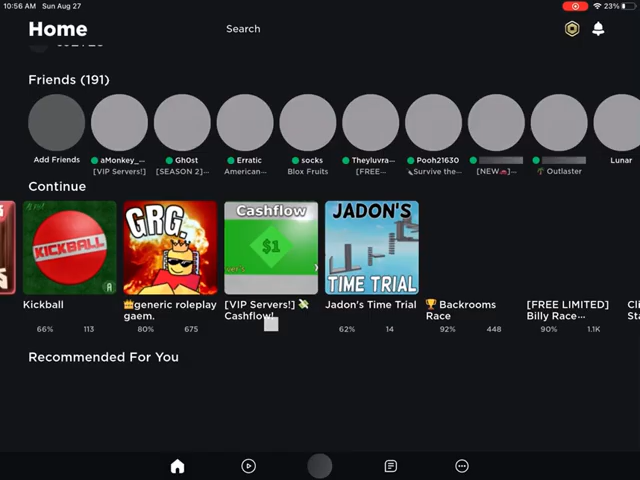 10:56 AM Sun Aug 27
23%
Home
Search
Friends (191)
Add Friends
aMonkey_...
Gh0st
Erratic
socks
Theyluvra...
Pooh21630
Lunar
[VIP Servers!]
[SEASON 2]...
American...
Blox Fruits
[FREE...
🔪Survive the...
[NEW🚗]...
🌴 Outlaster
Continue
KICKBALL
GRG.
Cashflow
$1
JADON'S
TIME TRIAL
Kickball
👑generic roleplay
gaem.
[VIP Servers!] 💸
Cashflow!
Jadon's Time Trial
🏆 Backrooms
Race
[FREE LIMITED]
Billy Race...
66%
113
80%
675
62%
14
92%
448
90%
1.1K
Recommended For You